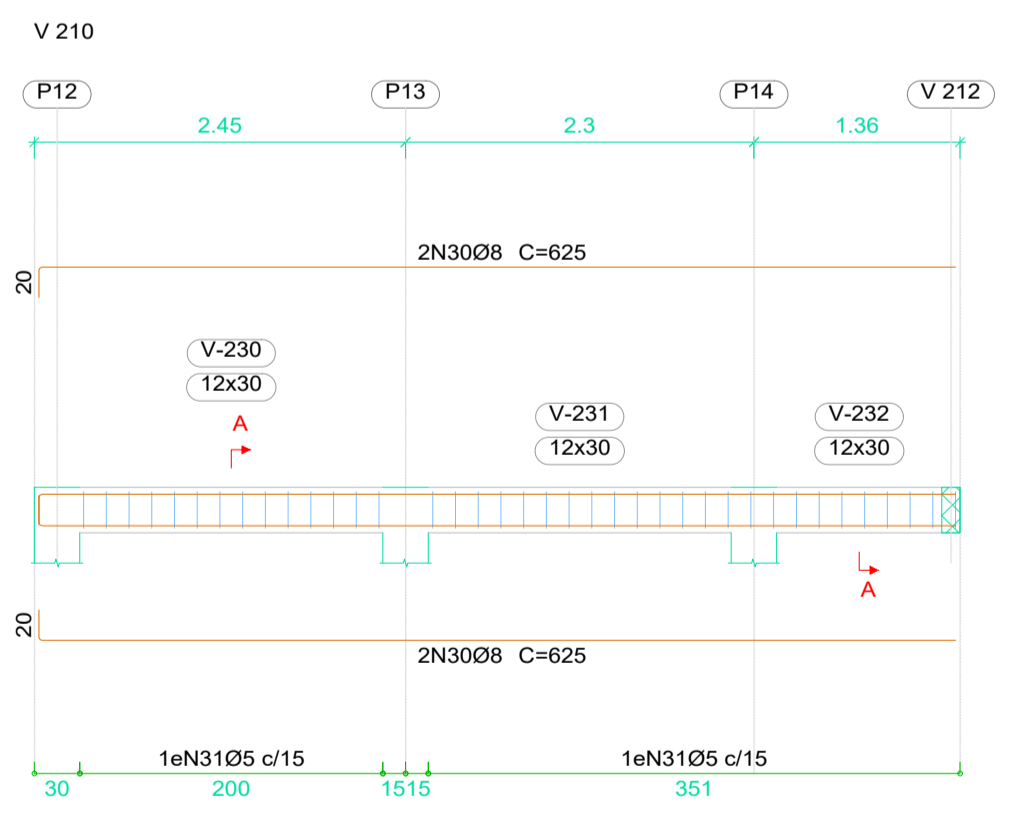 V 210
P12 P13 P14 V 212
2.45 2.3 1.36
2N30Ø8 C=625
20
V-230
12x30
A
V-231 V-232
12x30 12x30
A
20
2N30Ø8 C=625
1eN31Ø5 c/15 1eN31Ø5 c/15
30 200 1515 351